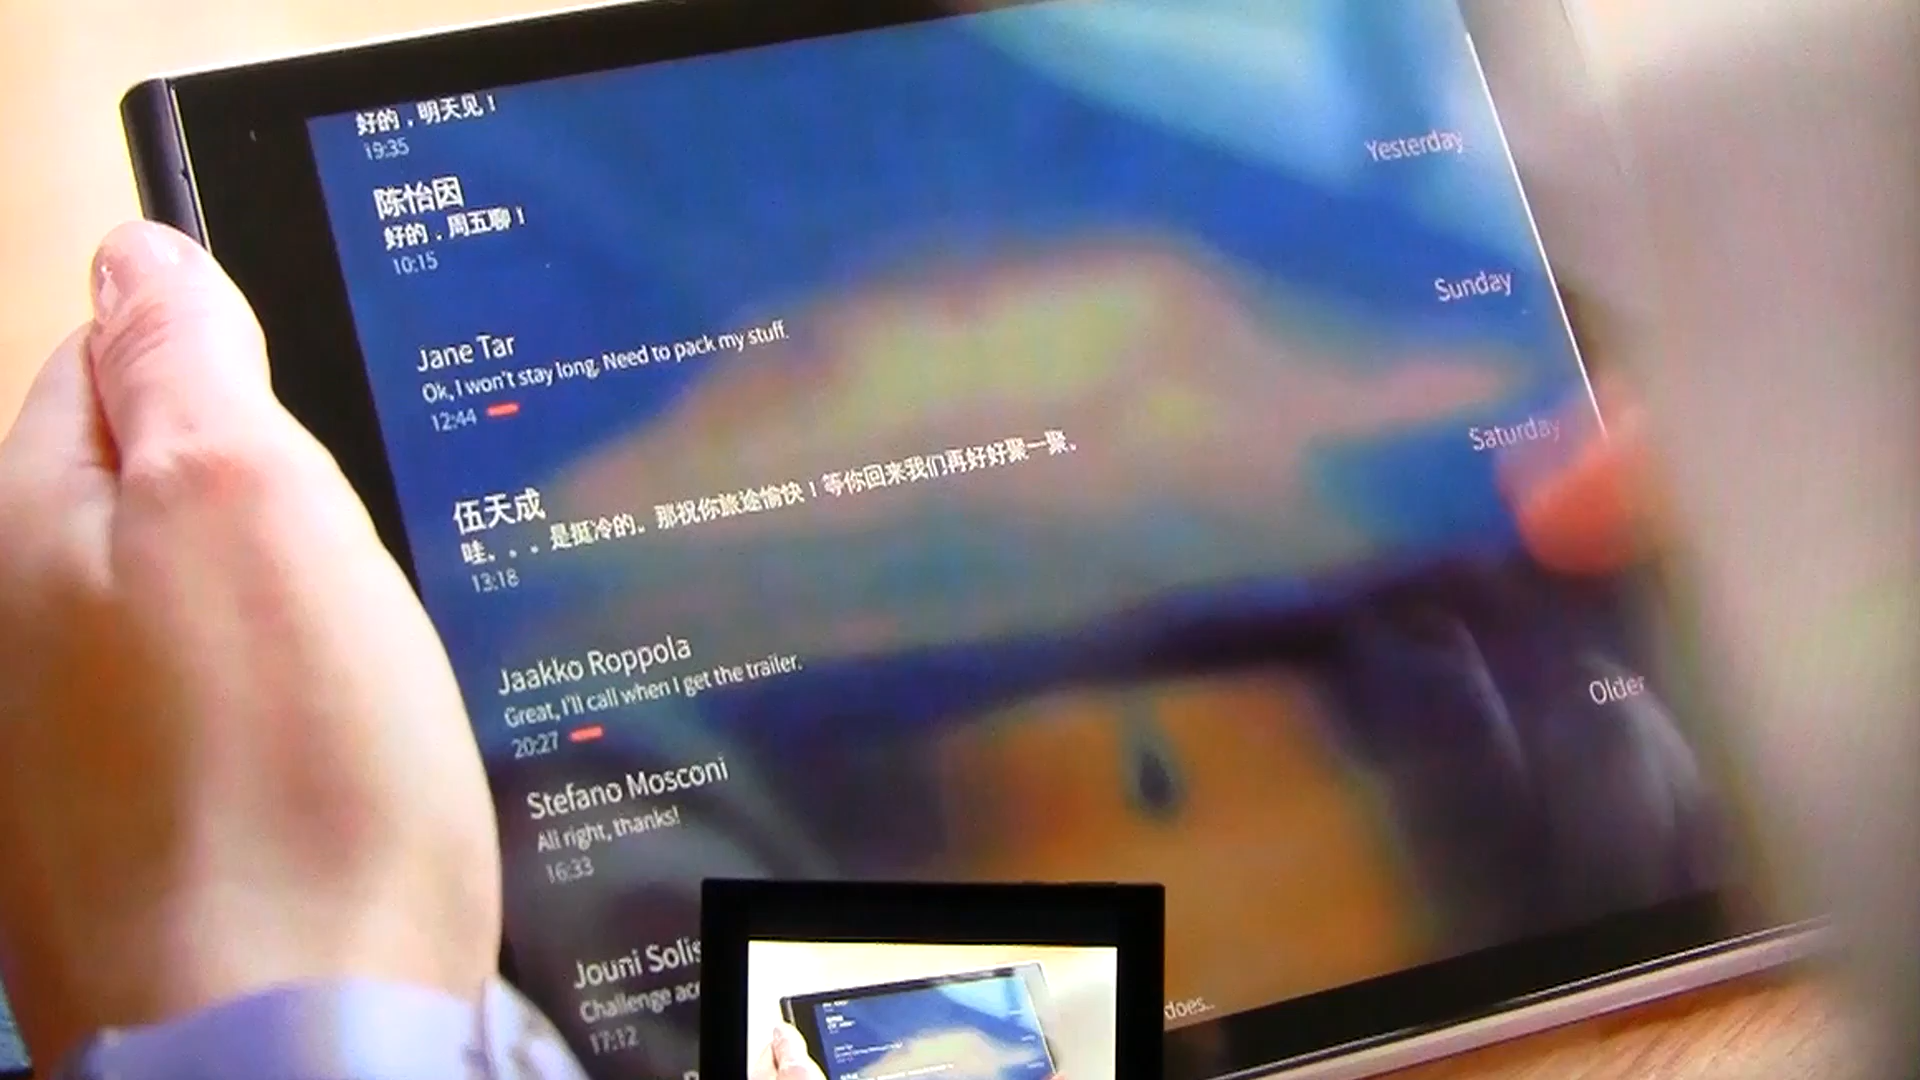 好的，明天见！
19:35
Yesterday
陈怡因
好的，周五聊！
10:15
Sunday
Jane Tar
Ok, I won't stay long. Need to pack my stuff.
12:44
Saturday
伍天成
哇。。。是挺冷的。那祝你旅途愉快！等你回来我们再好好聚一聚。
13:18
Older
Jaakko Roppola
Great, I'll call when I get the trailer.
20:27
Stefano Mosconi
All right, thanks!
16:33
Jouni Solis
Challenge
does..
17:12